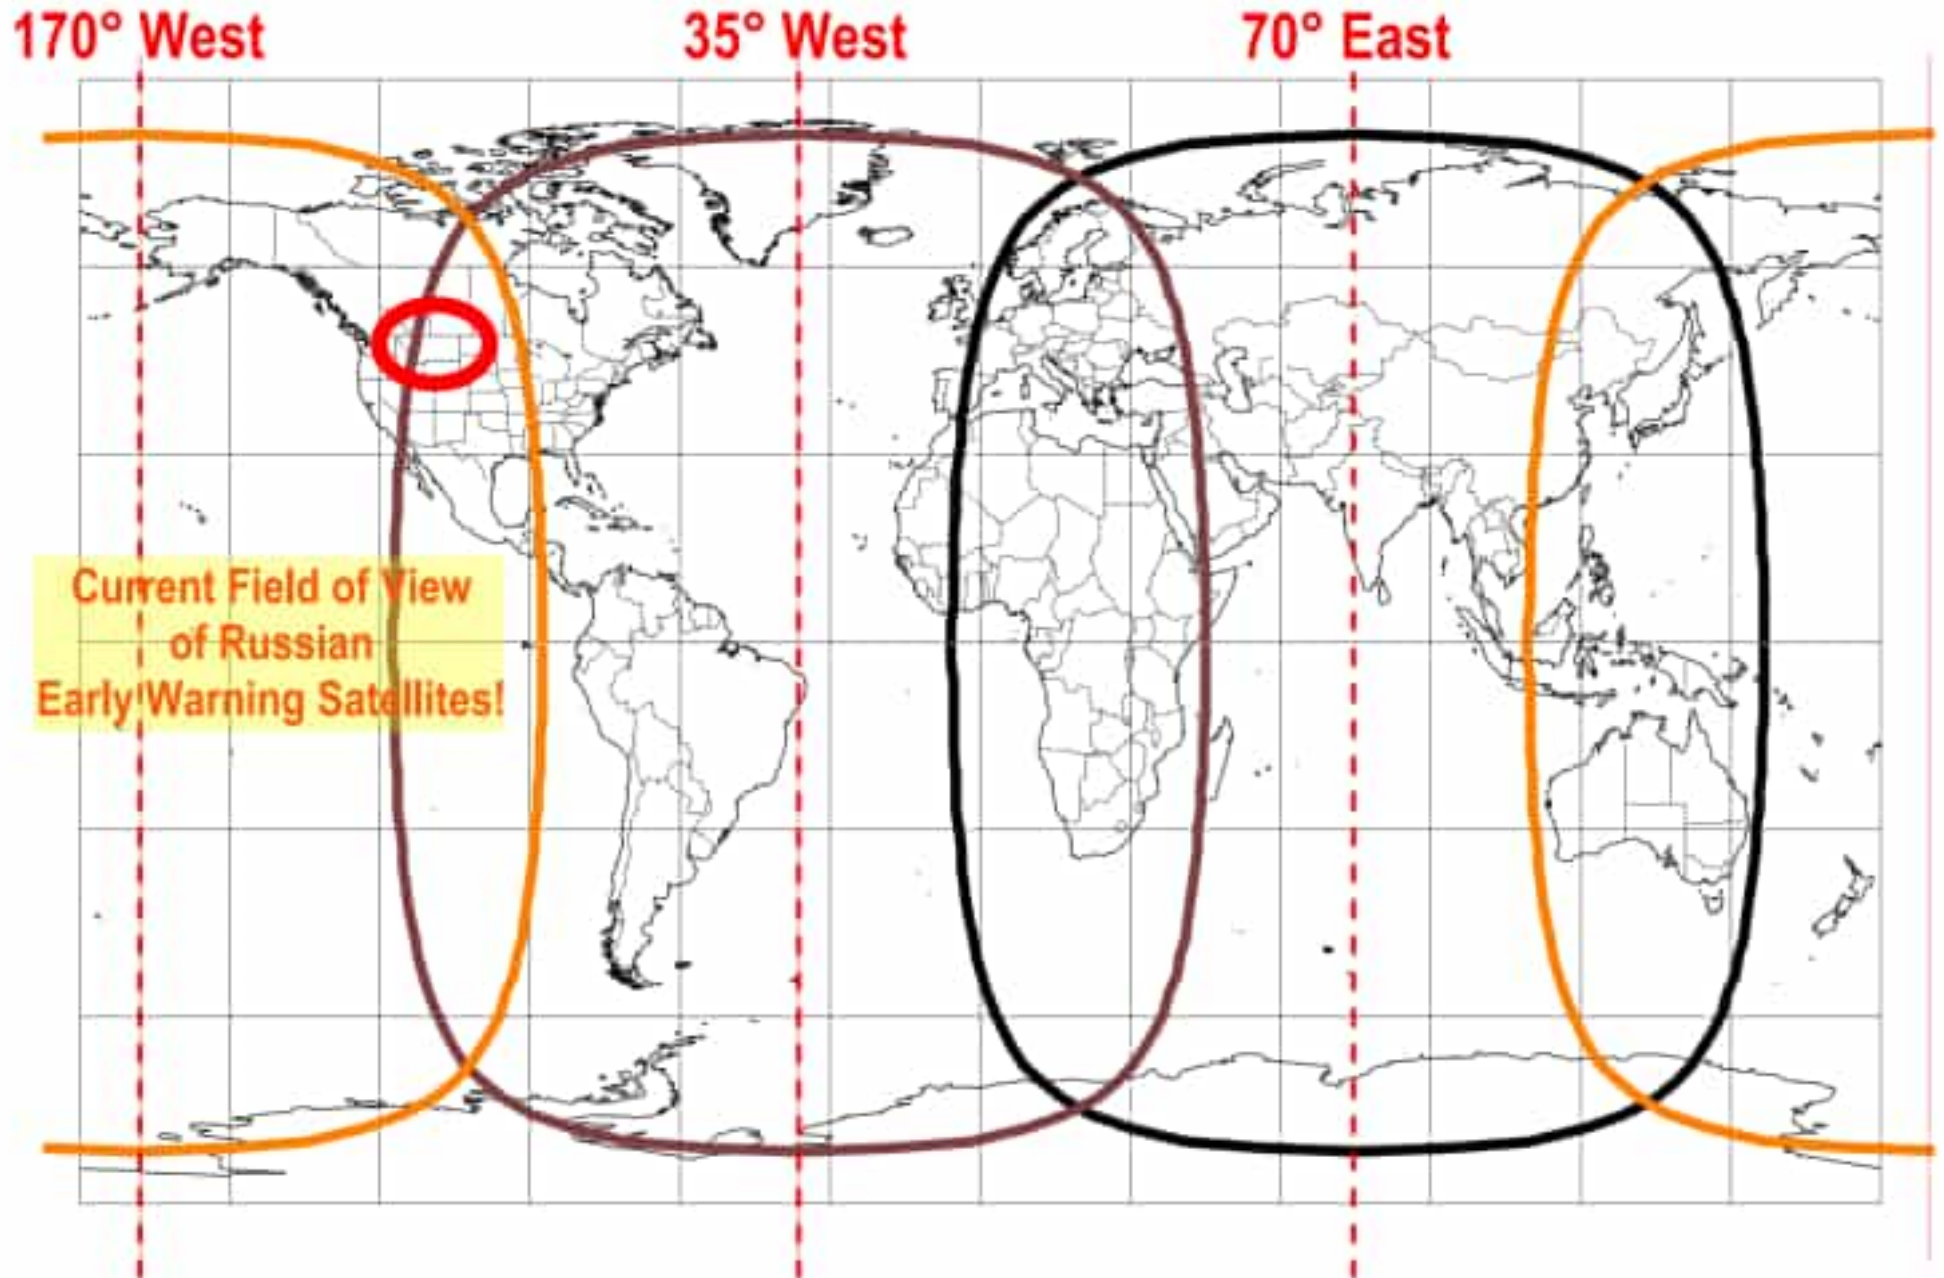 170° West
35° West
70° East
Current Field of View
of Russian
Early Warning Satellites!